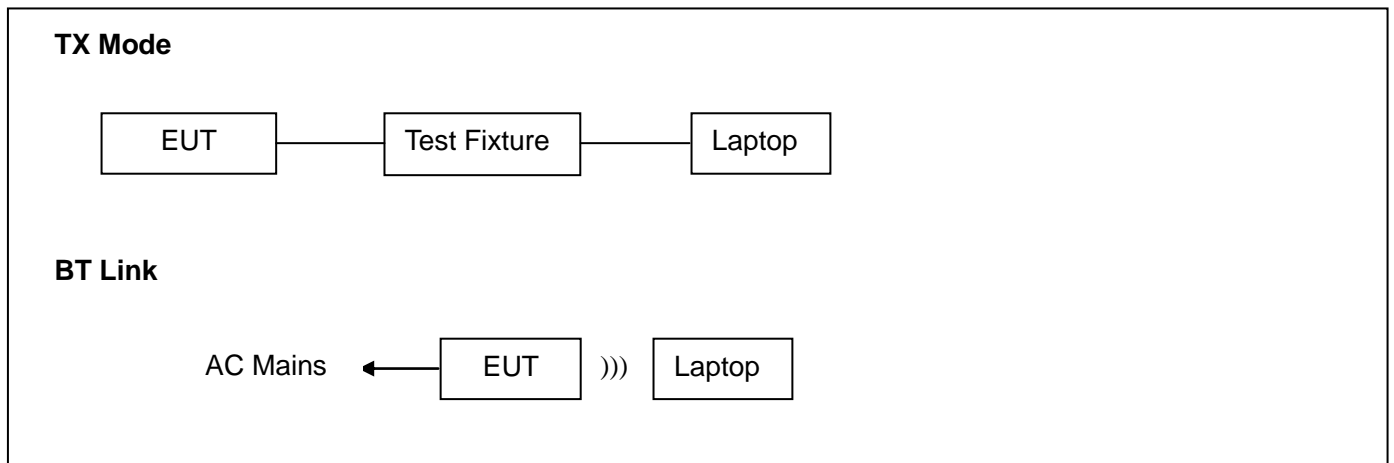 TX Mode
EUT Test Fixture Laptop
BT Link
AC Mains EUT ))) Laptop